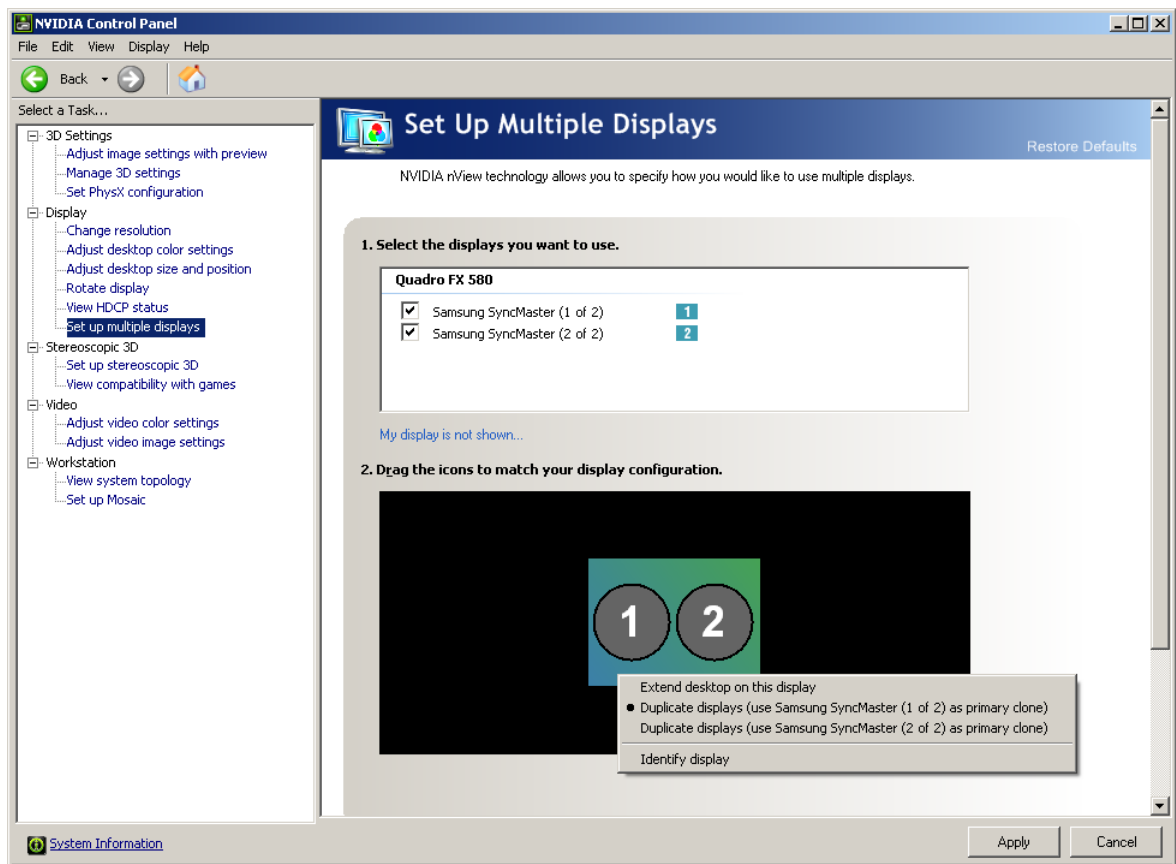 NVIDIA Control Panel
File Edit View Display Help
Back
Select a Task...
3D Settings
Adjust image settings with preview
Manage 3D settings
Set PhysX configuration
Display
Change resolution
Adjust desktop color settings
Adjust desktop size and position
Rotate display
View HDCP status
Set up multiple displays
Stereoscopic 3D
Set up stereoscopic 3D
View compatibility with games
Video
Adjust video color settings
Adjust video image settings
Workstation
View system topology
Set up Mosaic
System Information
Set Up Multiple Displays
Restore Defaults
NVIDIA nView technology allows you to specify how you would like to use multiple displays.
1. Select the displays you want to use.
Quadro FX 580
Samsung SyncMaster (1 of 2) 1
Samsung SyncMaster (2 of 2) 2
My display is not shown...
2. Drag the icons to match your display configuration.
1 2
Extend desktop on this display
Duplicate displays (use Samsung SyncMaster (1 of 2) as primary clone)
Duplicate displays (use Samsung SyncMaster (2 of 2) as primary clone)
Identify display
Apply Cancel